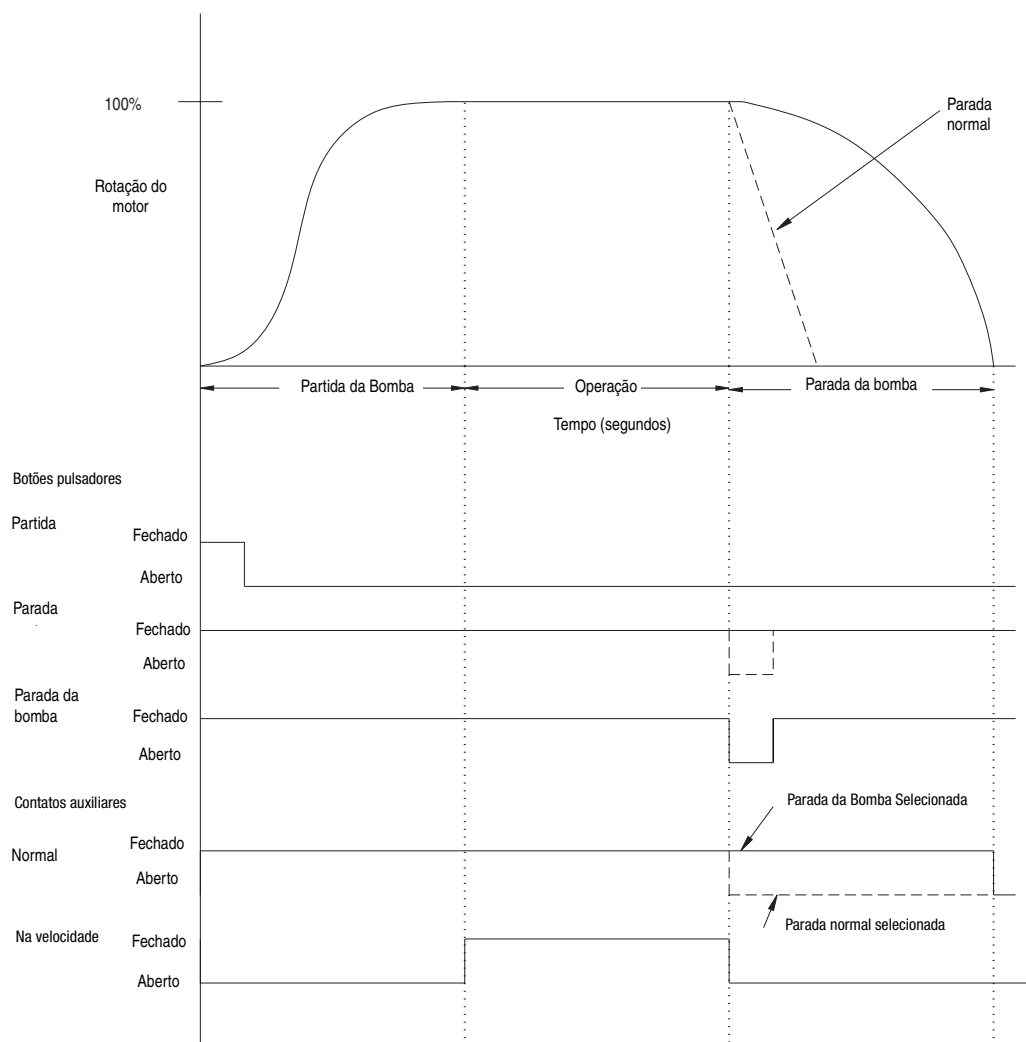 100%
Parada
normal
Rotação do
motor
Partida da Bomba
Operação
Parada da bomba
Tempo (segundos)
Botões pulsadores
Partida
Fechado
Aberto
Parada
Fechado
Aberto
Parada da
bomba
Fechado
Aberto
Contatos auxiliares
Parada da Bomba Selecionada
Fechado
Normal
Aberto
Parada normal selecionada
Na velocidade
Fechado
Aberto